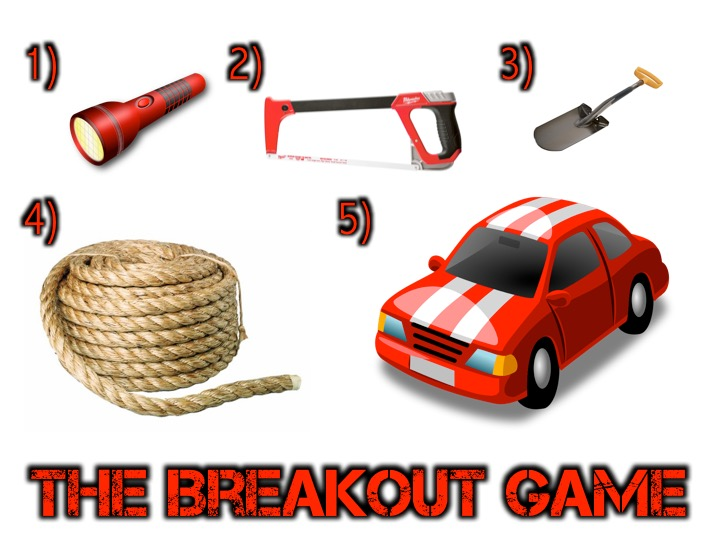 1) 2) 3)
4) 5)
THE BREAKOUT GAME